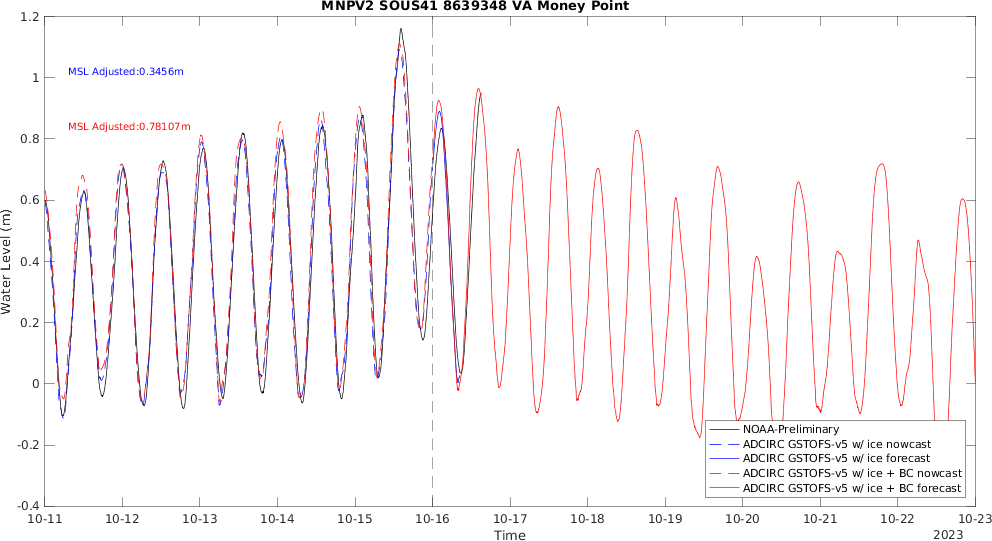 MNPV2 SOUS41 8639348 VA Money Point
1.2
1
0.8
0.6
0.4
0.2
0
-0.2
-0.4
Water Level (m)
MSL Adjusted:0.3456m
MSL Adjusted:0.78107m
NOAA-Preliminary
ADCIRC GSTOFS-v5 w/ ice nowcast
ADCIRC GSTOFS-v5 w/ ice forecast
ADCIRC GSTOFS-v5 w/ ice + BC nowcast
ADCIRC GSTOFS-v5 w/ ice + BC forecast
10-11 10-12 10-13 10-14 10-15 10-16 10-17 10-18 10-19 10-20 10-21 10-22 10-23
Time
2023